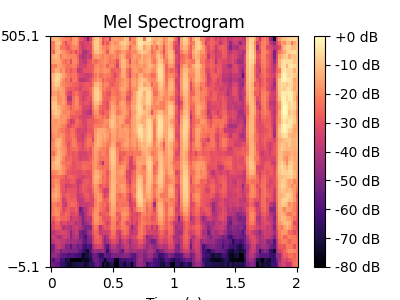 Mel Spectrogram
505.1
-5.1
0
0.5
1
1.5
2
+0 dB
-10 dB
-20 dB
-30 dB
-40 dB
-50 dB
-60 dB
-70 dB
-80 dB